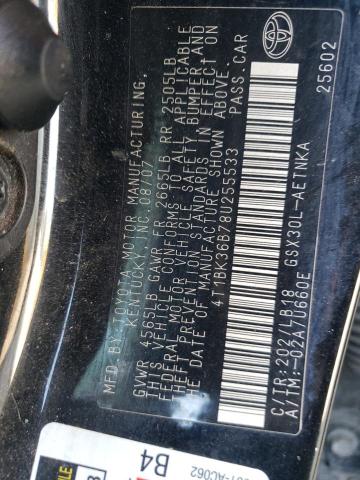 MFD. BY: TOYOTA MOTOR MANUFACTURING,
KENTUCKY INC. 08/07
GVWR 4565LB GAWR FR 2665LB RR 2505LB
THIS VEHICLE CONFORMS TO ALL APPLICABLE
FEDERAL MOTOR VEHICLE SAFETY BUMPER AND
THEFT PREVENTION STANDARDS IN EFFECT ON
THE DATE OF MANUFACTURE SHOWN ABOVE.
4T1BK36B78U295533 PASS.CAR
C/TR:202/LB18 GSX30L-AETNKA
A/TM:-02A/U660E 25602
-AC062
B4